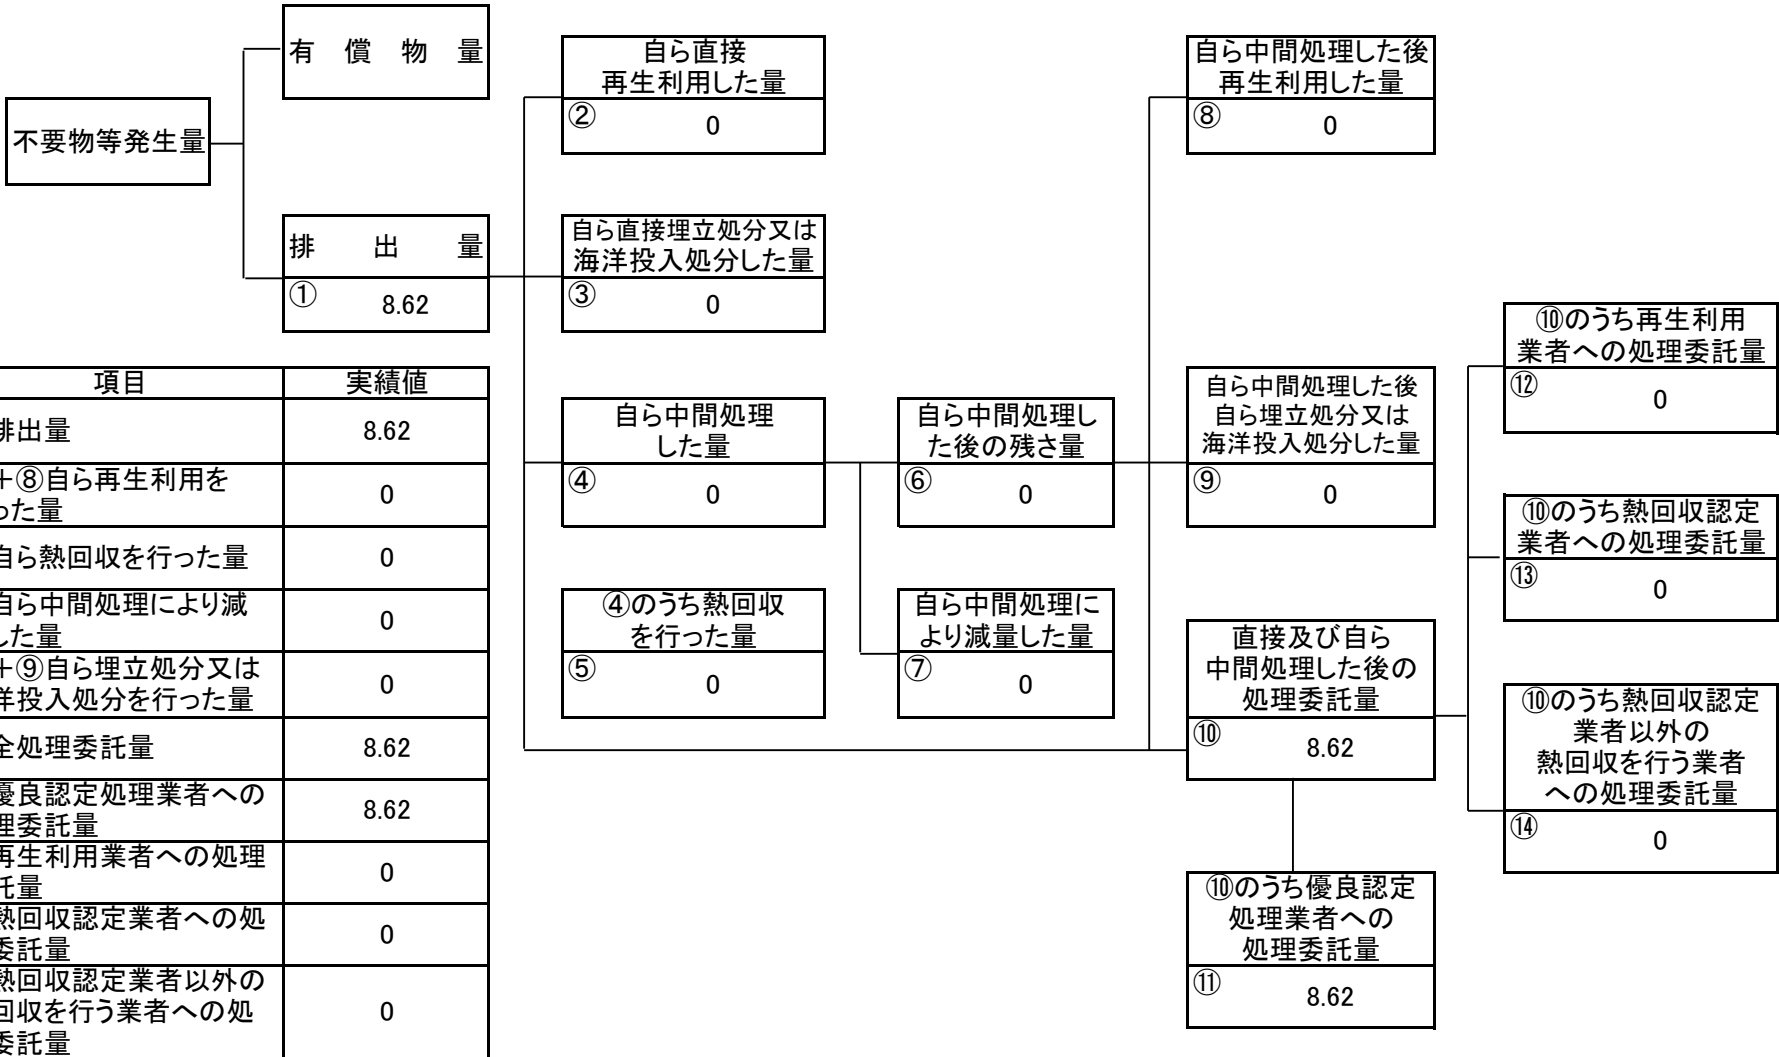 有償物量
不要物等発生量
排出量
① 8.62
自ら直接
再生利用した量
② 0
自ら直接埋立処分又は
海洋投入処分した量
③ 0
自ら中間処理
した量
④ 0
④のうち熱回収
を行った量
⑤ 0
自ら中間処理し
た後の残さ量
⑥ 0
自ら中間処理に
より減量した量
⑦ 0
自ら中間処理した後
再生利用した量
⑧ 0
自ら中間処理した後
自ら埋立処分又は
海洋投入処分した量
⑨ 0
直接及び自ら
中間処理した後の
処理委託量
⑩ 8.62
⑩のうち優良認定
処理業者への
処理委託量
⑪ 8.62
⑩のうち再生利用
業者への処理委託量
⑫ 0
⑩のうち熱回収認定
業者への処理委託量
⑬ 0
⑩のうち熱回収認定
業者以外の
熱回収を行う業者
への処理委託量
⑭ 0
項目 実績値
排出量 8.62
+⑧自ら再生利用を
った量 0
自ら熱回収を行った量 0
自ら中間処理により減
した量 0
+⑨自ら埋立処分又は
洋投入処分を行った量 0
全処理委託量 8.62
優良認定処理業者への
理委託量 8.62
再生利用業者への処理
託量 0
熱回収認定業者への処
委託量 0
熱回収認定業者以外の
回収を行う業者への処
委託量 0